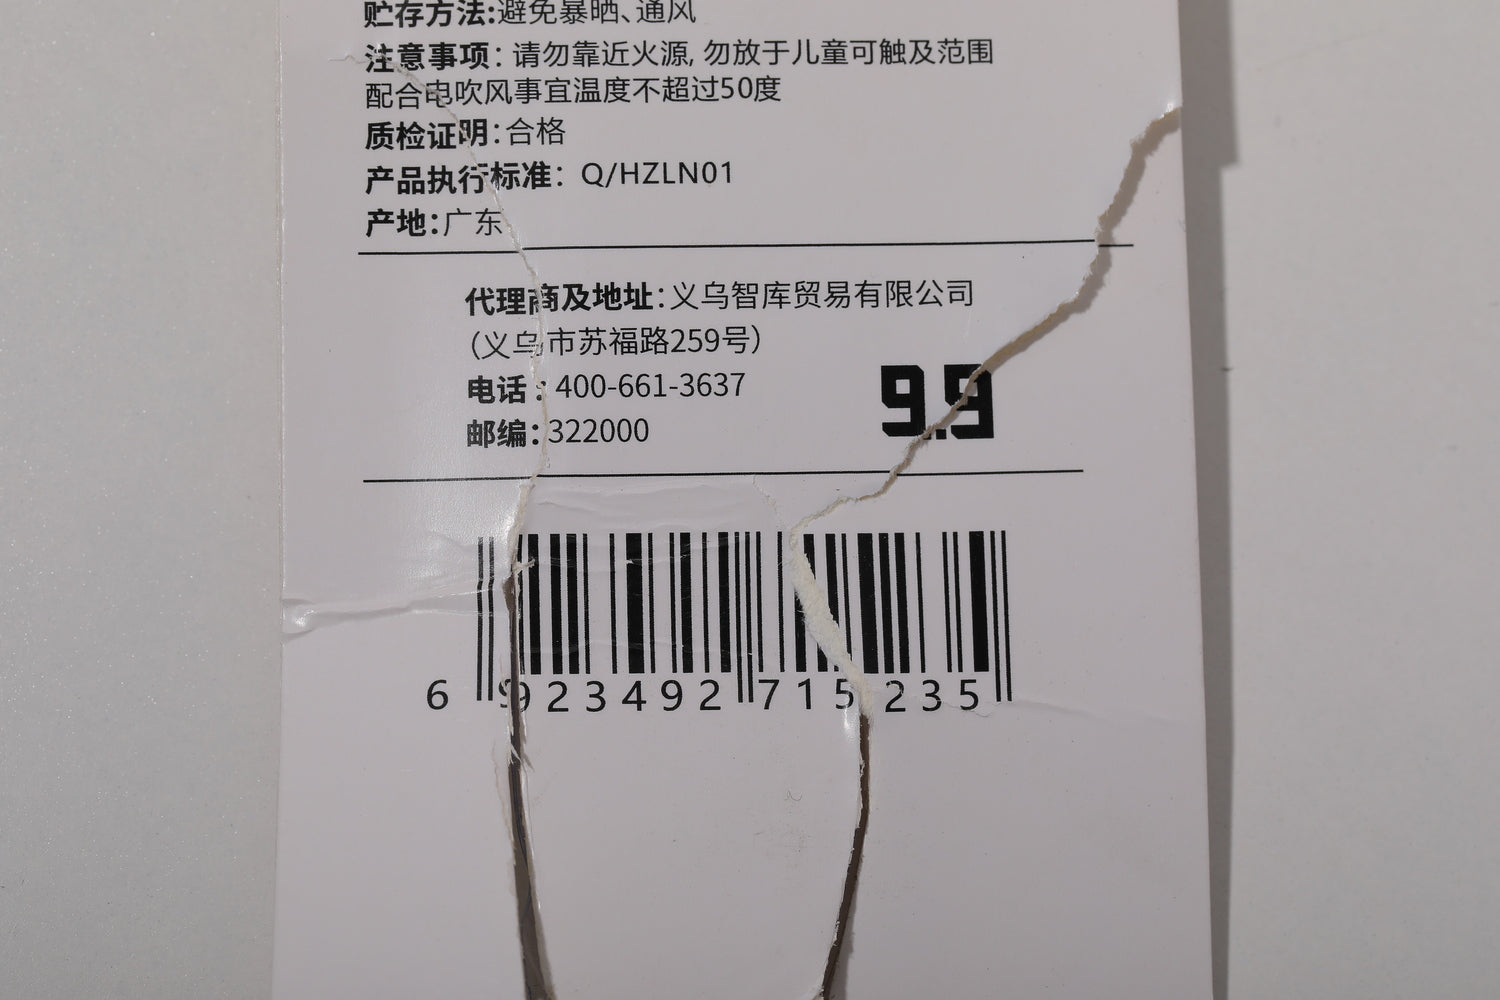 贮存方法:避免暴晒、通风
注意事项: 请勿靠近火源, 勿放于儿童可触及范围
配合电吹风事宜温度不超过50度
质检证明:合格
产品执行标准: Q/HZLN01
产地:广东
代理商及地址:义乌智库贸易有限公司
(义乌市苏福路259号)
电话: 400-661-3637
邮编:322000
9.9
6 923492 715235